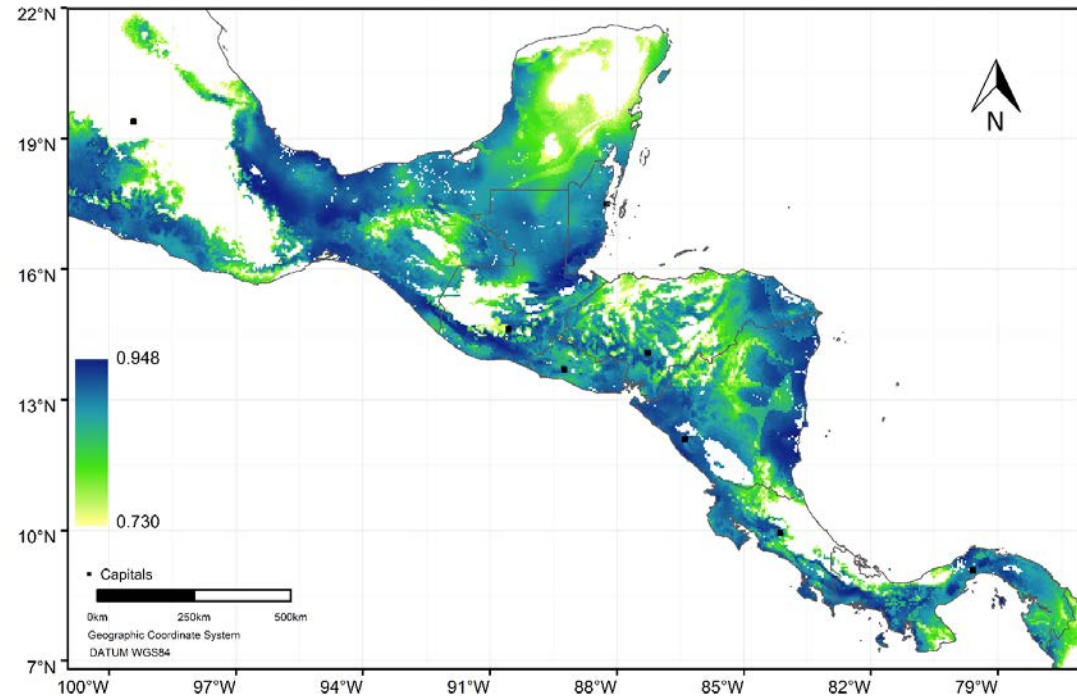 22°N
19°N
16°N
13°N
10°N
7°N
N
0.948
0.730
Capitals
0km 250km 500km
Geographic Coordinate System
DATUM WGS84
100°W 97°W 94°W 91°W 88°W 85°W 82°W 79°W